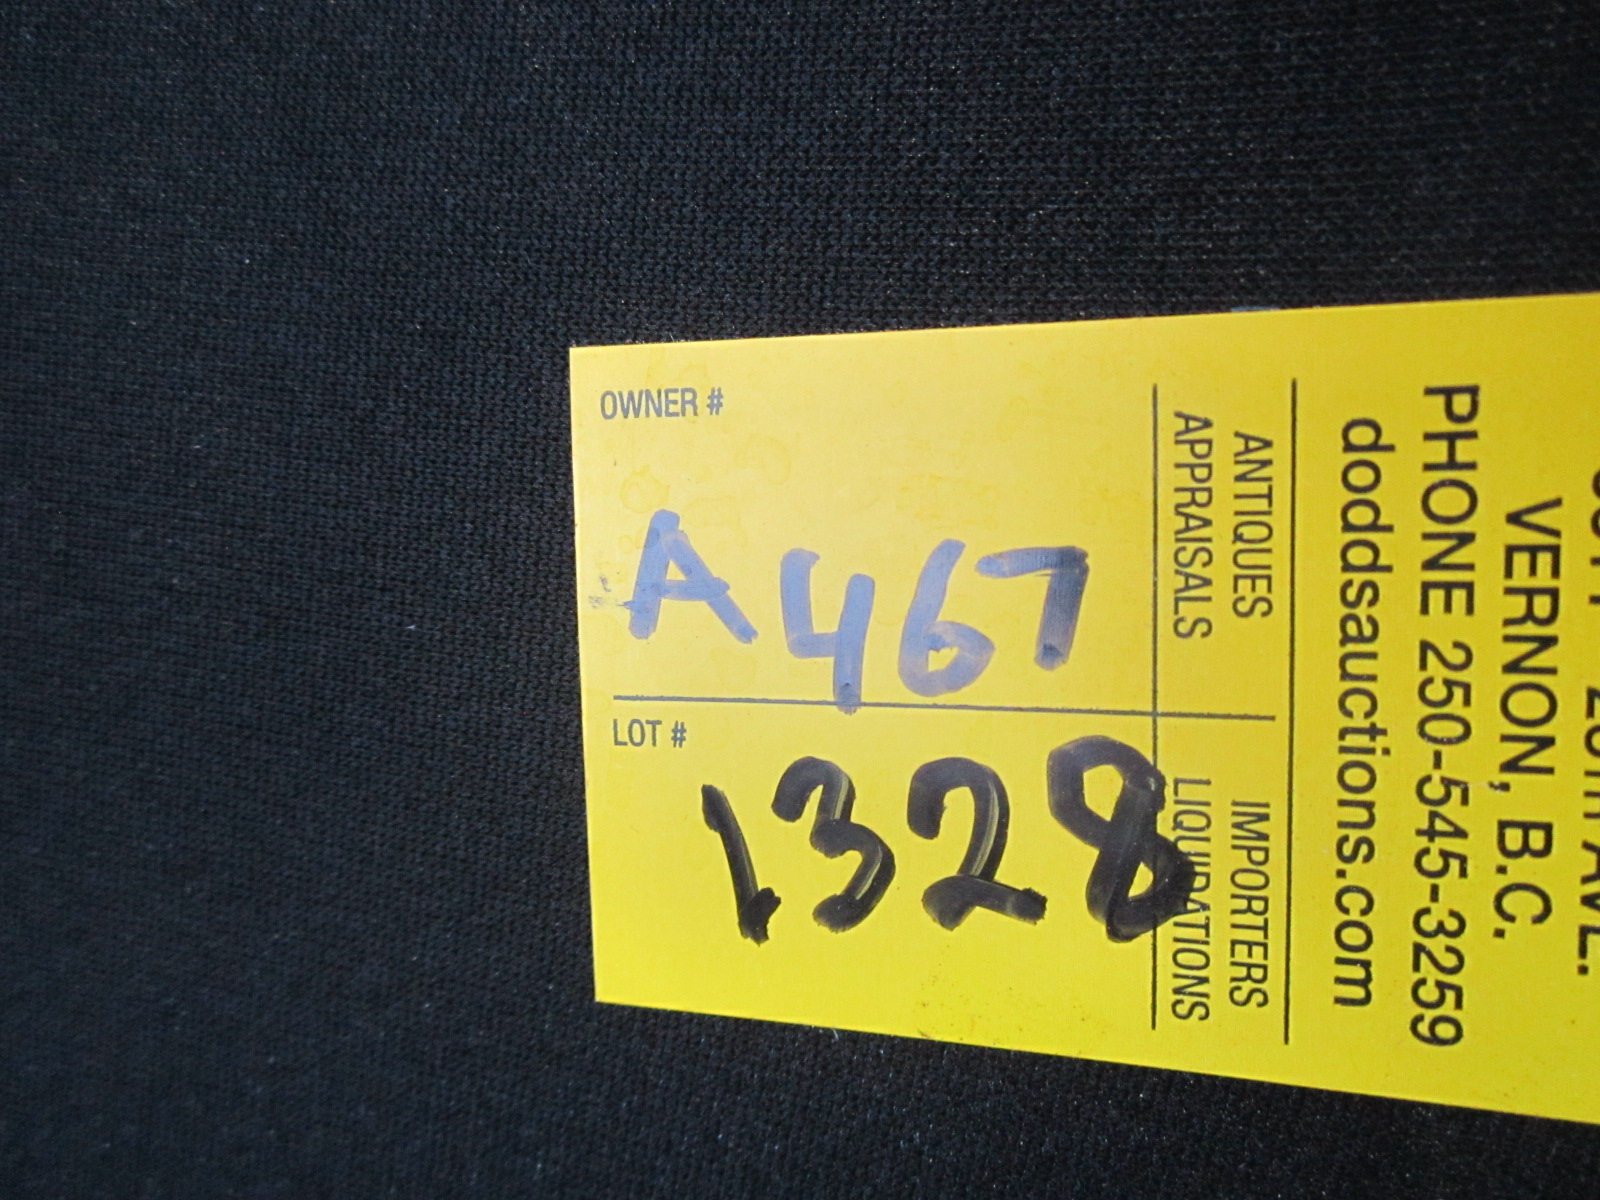 VERNON, B.C.
PHONE 250-545-3259
doddsauctions.com
ANTIQUES IMPORTERS
APPRAISALS LIQUIDATIONS
OWNER #
A467
LOT #
1328